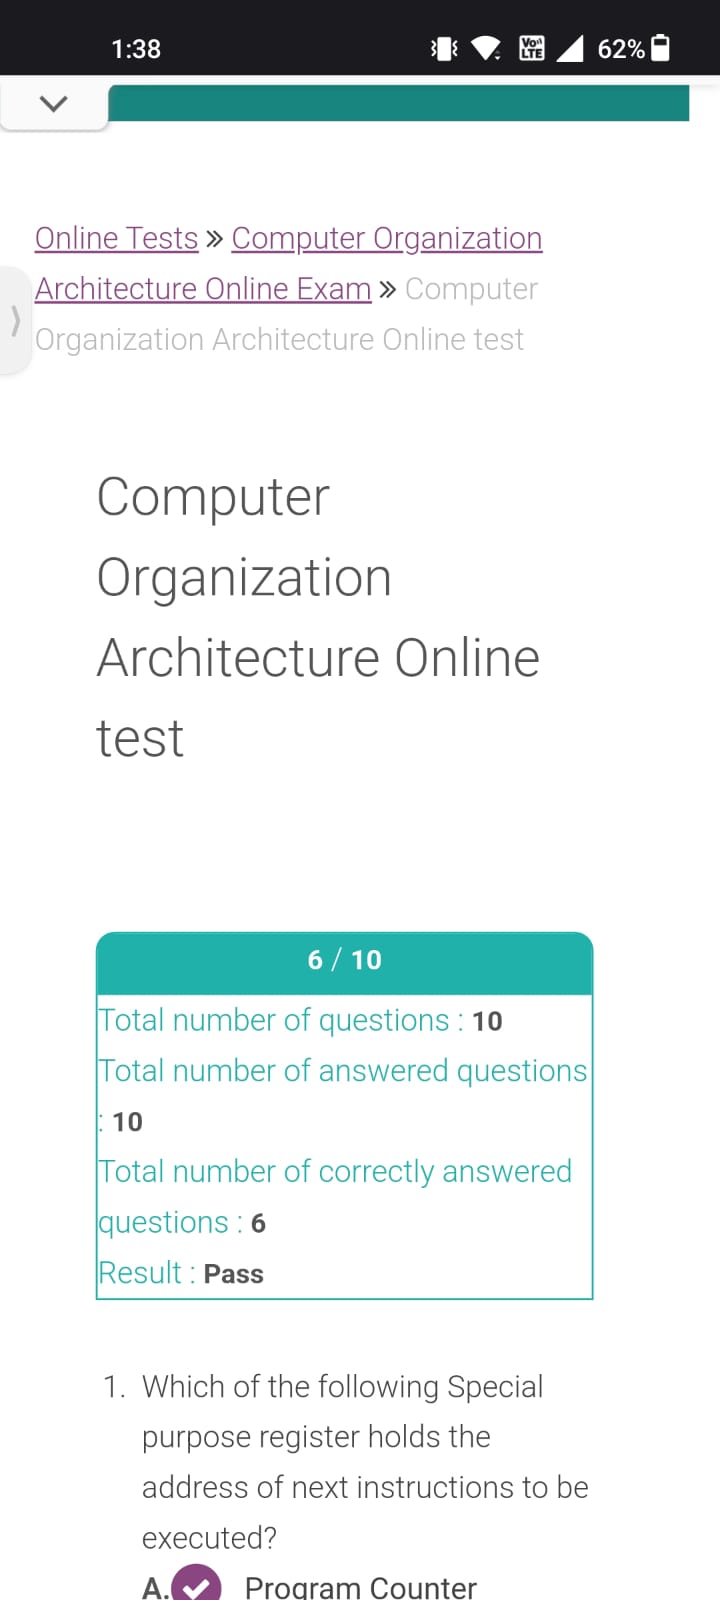 1:38
Vo
LTE
62%
Online Tests » Computer Organization
Architecture Online Exam » Computer
Organization Architecture Online test
Computer
Organization
Architecture Online
test
6 / 10
Total number of questions : 10
Total number of answered questions
: 10
Total number of correctly answered
questions : 6
Result : Pass
1. Which of the following Special
purpose register holds the
address of next instructions to be
executed?
A. Program Counter